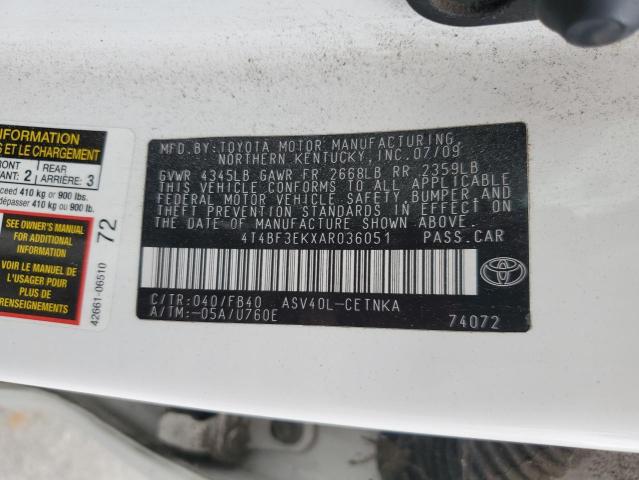 INFORMATION
ET LE CHARGEMENT
FRONT
AVANT: 2
REAR
ARRIÈRE: 3
exceed 410 kg or 900 lbs.
dépasser 410 kg ou 900 lb.
SEE OWNER'S MANUAL
FOR ADDITIONAL
INFORMATION
VOIR LE MANUEL DE
L'USAGER POUR
PLUS DE
RENSEIGNEMENTS
42661-06510
72
MFD.BY:TOYOTA MOTOR MANUFACTURING
NORTHERN KENTUCKY, INC.07/09
GVWR 4345LB GAWR FR 2668LB RR 2359LB
THIS VEHICLE CONFORMS TO ALL APPLICABLE
FEDERAL MOTOR VEHICLE SAFETY,BUMPER,AND
THEFT PREVENTION STANDARDS IN EFFECT ON
THE DATE OF MANUFACTURE SHOWN ABOVE.
4T4BF3EKXAR036051 PASS.CAR
C/TR:040/FB40 ASV40L-CETNKA
A/TM:-05A/U760E
74072
TOYOTA